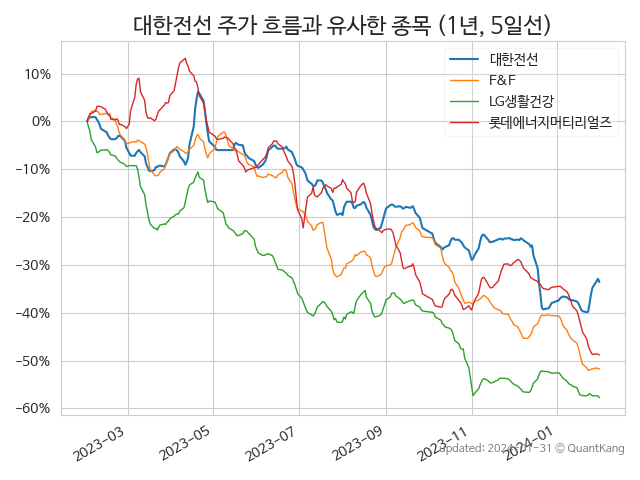 대한전선 주가 흐름과 유사한 종목 (1년, 5일선)
대한전선
F&F
LG생활건강
롯데에너지머티리얼즈
10%
0%
−10%
−20%
−30%
−40%
−50%
−60%
2023-03
2023-05
2023-07
2023-09
2023-11
2024-01
updated: 2024-01-31 © QuantKang